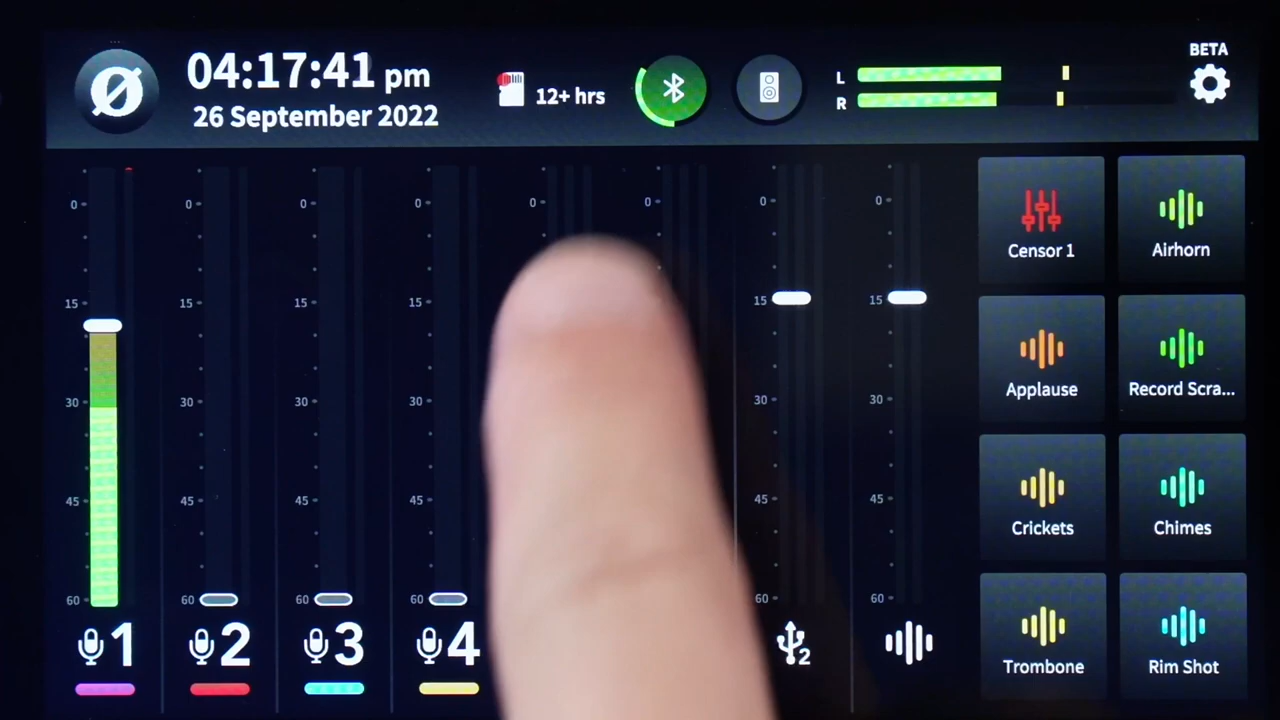 BETA
04:17:41 pm
26 September 2022
12+ hrs
L
R
0 0 0 0 0 0 0 0
15 15 15 15 15 15
30 30 30 30 30 30
45 45 45 45 45 45
60 60 60 60 60 60
1 2 3 4 2
Censor 1
Airhorn
Applause
Record Scra...
Crickets
Chimes
Trombone
Rim Shot